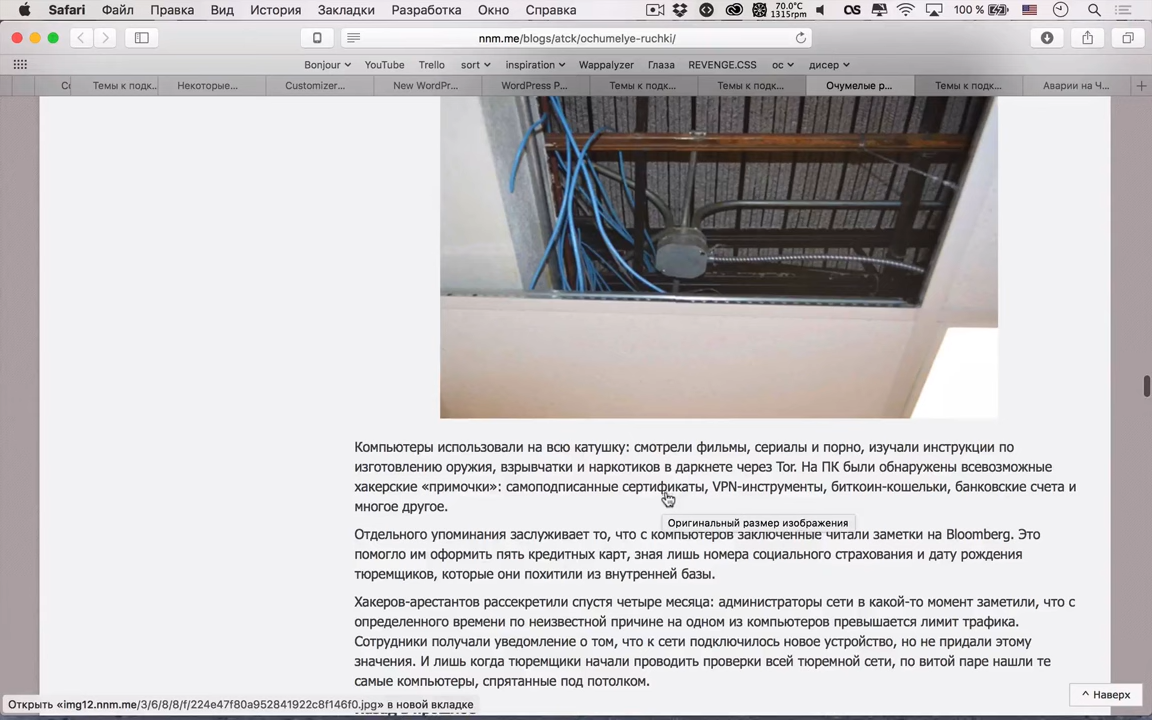 Safari Файл Правка Вид История Закладки Разработка Окно Справка 70.0°C 1315rpm 100 %
nnm.me/blogs/atck/ochumelye-ruchki/
Bonjour YouTube Trello sort inspiration Wappalyzer Глаза REVENGE.CSS ос дисер
Темы к подк... Некоторые... Customizer... New WordPr... WordPress P... Темы к подк... Темы к подк... Очумелые р... Темы к подк... Аварии на Ч...
Компьютеры использовали на всю катушку: смотрели фильмы, сериалы и порно, изучали инструкции по
изготовлению оружия, взрывчатки и наркотиков в даркнете через Tor. На ПК были обнаружены всевозможные
хакерские «примочки»: самоподписанные сертификаты, VPN-инструменты, биткоин-кошельки, банковские счета и
многое другое.
Оригинальный размер изображения
Отдельного упоминания заслуживает то, что с компьютеров заключенные читали заметки на Bloomberg. Это
помогло им оформить пять кредитных карт, зная лишь номера социального страхования и дату рождения
тюремщиков, которые они похитили из внутренней базы.
Хакеров-арестантов рассекретили спустя четыре месяца: администраторы сети в какой-то момент заметили, что с
определенного времени по неизвестной причине на одном из компьютеров превышается лимит трафика.
Сотрудники получали уведомление о том, что к сети подключилось новое устройство, но не придали этому
значения. И лишь когда тюремщики начали проводить проверки всей тюремной сети, по витой паре нашли те
самые компьютеры, спрятанные под потолком.
Наверх
Открыть «img12.nnm.me/3/6/8/8/f/224e47f80a952841922c8f146f0.jpg» в новой вкладке